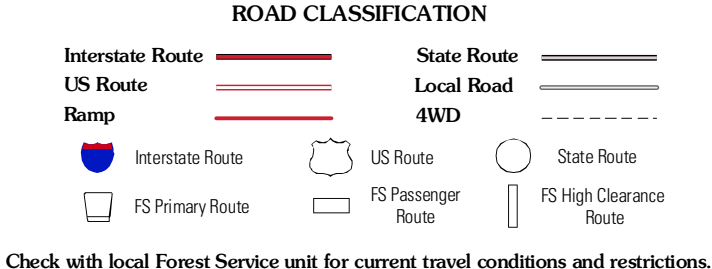 ROAD CLASSIFICATION
Interstate Route
State Route
US Route
Local Road
Ramp
4WD
Interstate Route
US Route
State Route
FS Primary Route
FS Passenger
Route
FS High Clearance
Route
Check with local Forest Service unit for current travel conditions and restrictions.